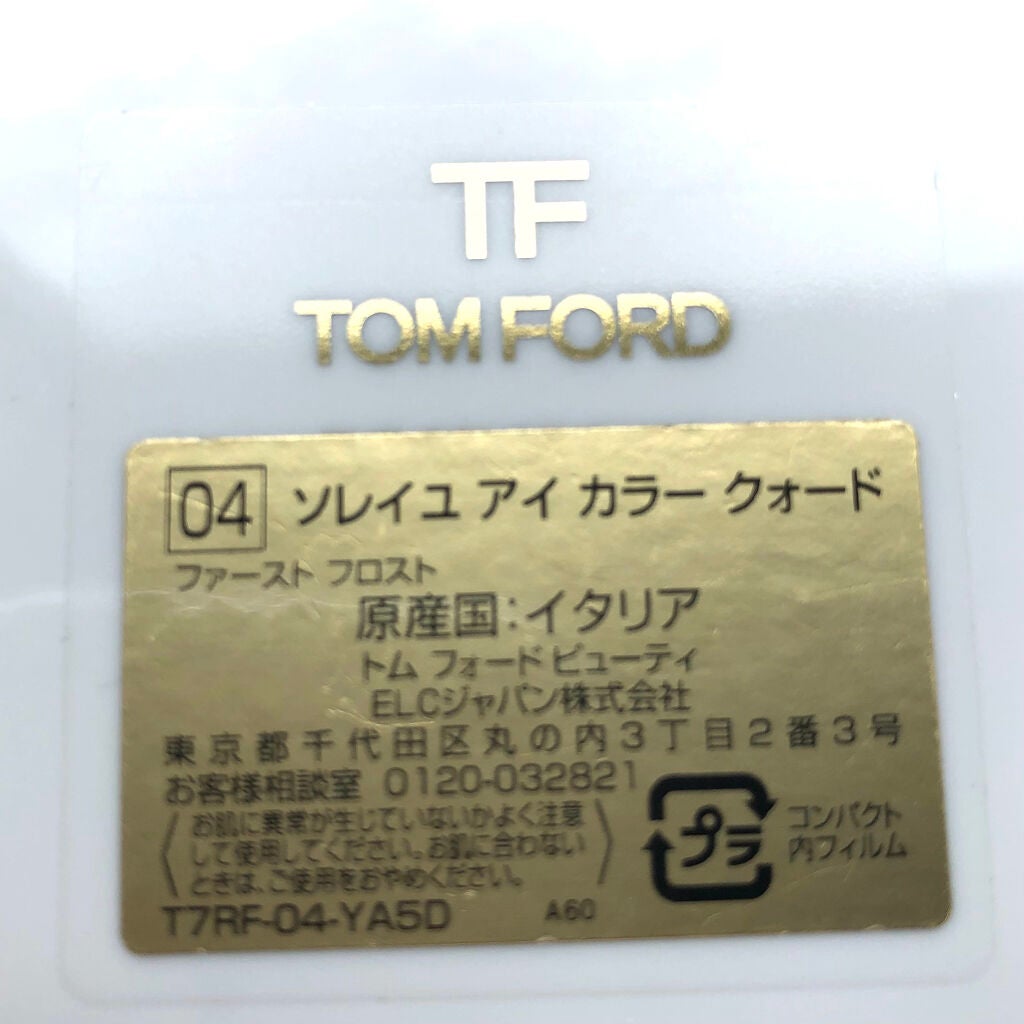 TF
TOM FORD
04 ソレイユ アイ カラー クォード
ファースト フロスト
原産国:イタリア
トム フォード ビューティ
ELCジャパン株式会社
東京都千代田区丸の内3丁目2番3号
お客様相談室 0120-032821
お肌に異常が生じていないかよく注意
して使用してください。お肌に合わない
ときは、ご使用をおやめください。
プラ
コンパクト
内フィルム
T7RF-04-YA5D A60